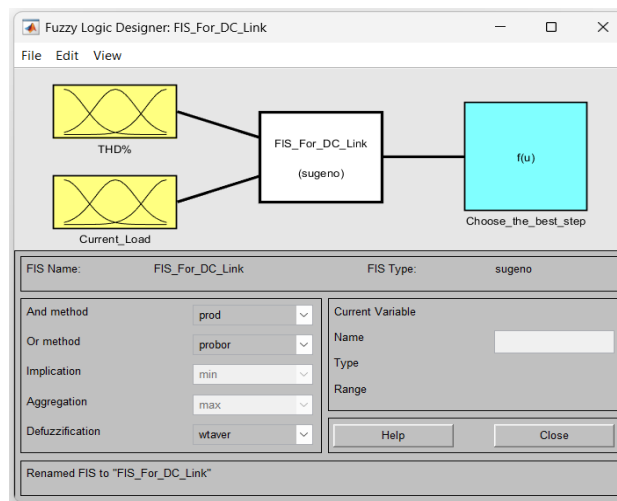 Fuzzy Logic Designer: FIS_For_DC_Link
File Edit View
THD%
FIS_For_DC_Link
(sugeno)
f(u)
Current_Load
Choose_the_best_step
FIS Name: FIS_For_DC_Link FIS Type: sugeno
And method prod
Or method probor
Implication min
Aggregation max
Defuzzification wtaver
Current Variable
Name
Type
Range
Help Close
Renamed FIS to "FIS_For_DC_Link"